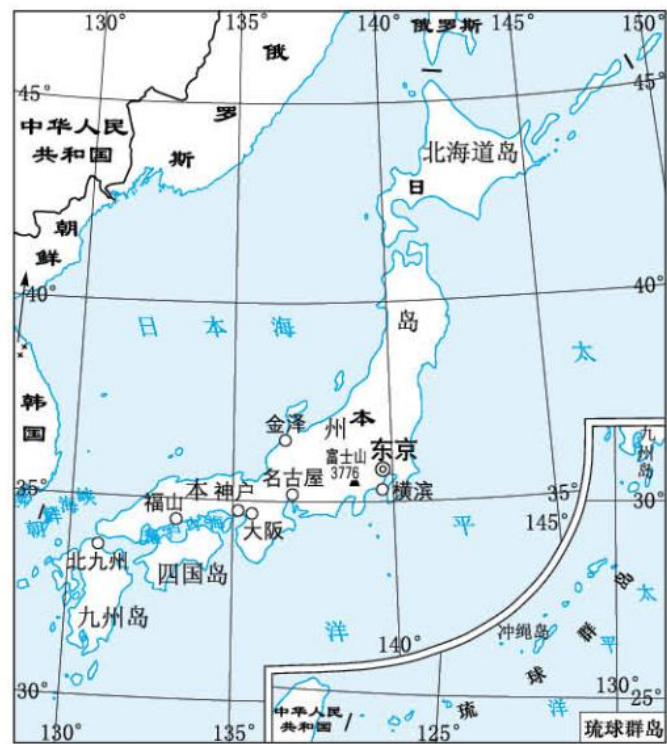 130°
135°
140°
俄罗斯
145°
150°
45°
45°
俄
罗
斯
中华人民
共和国
北海道岛
日
朝
鲜
40°
40°
日本海
岛
太
韩
国
金泽
州
本
东京
富士山
3776
九
州
岛
35°
福山
本
神户
名古屋
横滨
35°
30°
145°
朝鲜海峡
大阪
平
北九州
四国岛
九州岛
太
洋
140°
冲绳岛
琉球群岛
平
洋
30°
130°
25°
中华人民
共和国
130°
135°
125°
琉球群岛